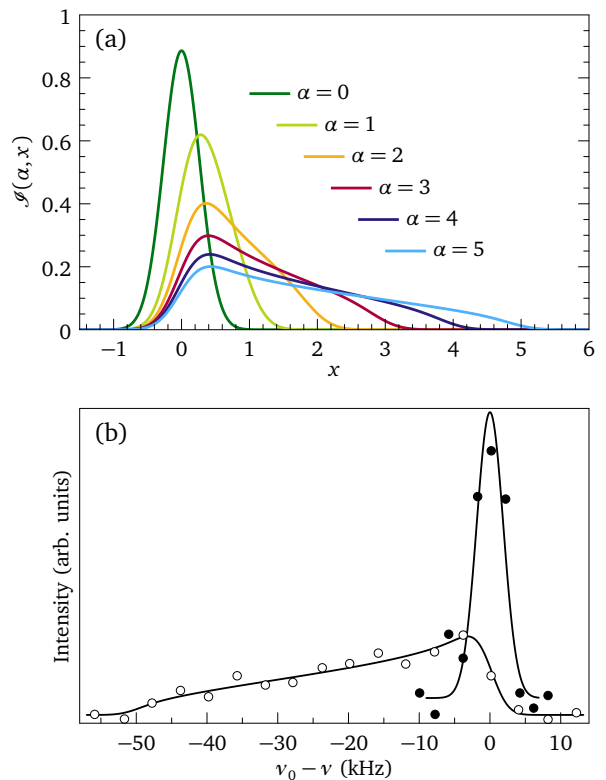 (a)
1
0.8
0.6
0.4
0.2
0
ℐ(α, x)
α = 0
α = 1
α = 2
α = 3
α = 4
α = 5
−1 0 1 2 3 4 5 6
x
(b)
Intensity (arb. units)
−50 −40 −30 −20 −10 0 10
ν₀ − ν (kHz)